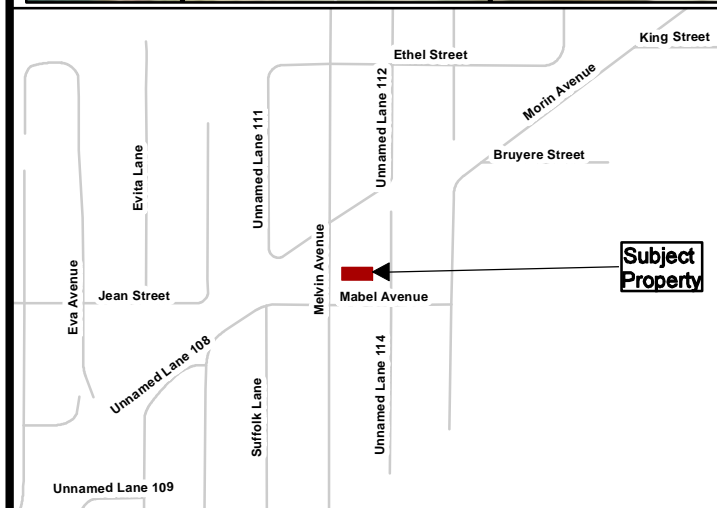 King Street
Ethel Street
Morin Avenue
Unnamed Lane 112
Unnamed Lane 111
Evita Lane
Bruyere Street
Subject
Property
Melvin Avenue
Eva Avenue
Jean Street
Mabel Avenue
Unnamed Lane 108
Unnamed Lane 114
Suffolk Lane
Unnamed Lane 109